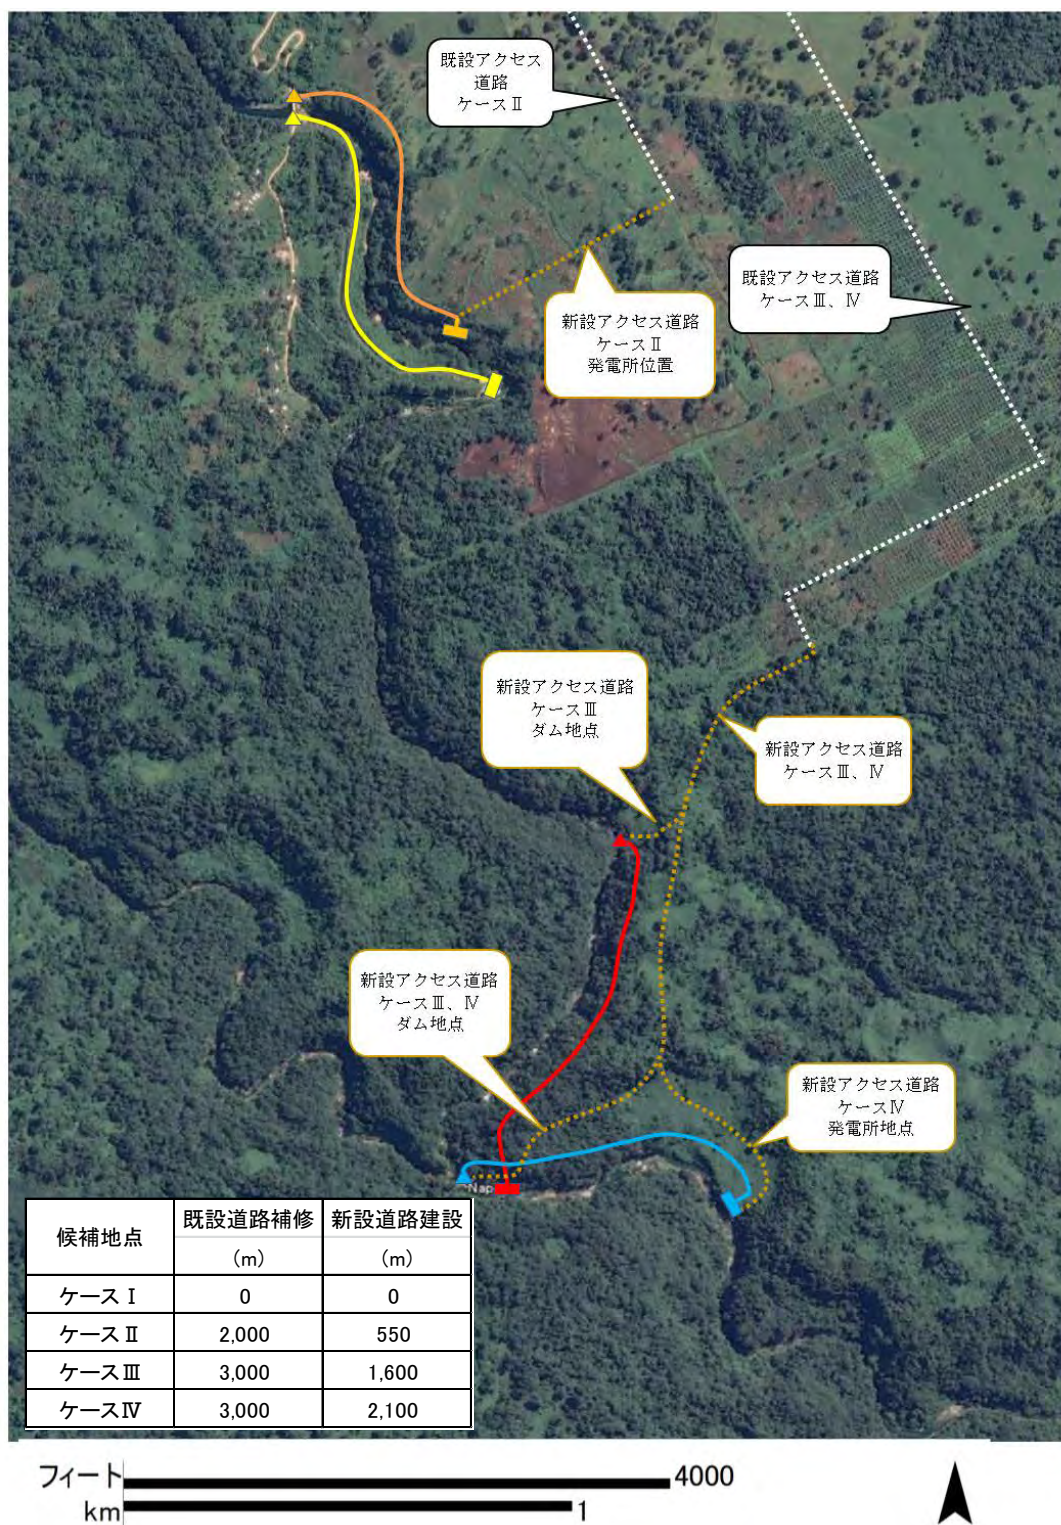 既設アクセス
道路
ケースⅡ
既設アクセス道路
ケースⅢ、Ⅳ
新設アクセス道路
ケースⅡ
発電所位置
新設アクセス道路
ケースⅢ
ダム地点
新設アクセス道路
ケースⅢ、Ⅳ
新設アクセス道路
ケースⅢ、Ⅳ
ダム地点
新設アクセス道路
ケースⅣ
発電所地点
Nap
候補地点 既設道路補修 新設道路建設
(m) (m)
ケースⅠ 0 0
ケースⅡ 2,000 550
ケースⅢ 3,000 1,600
ケースⅣ 3,000 2,100
フィート 4000
km 1